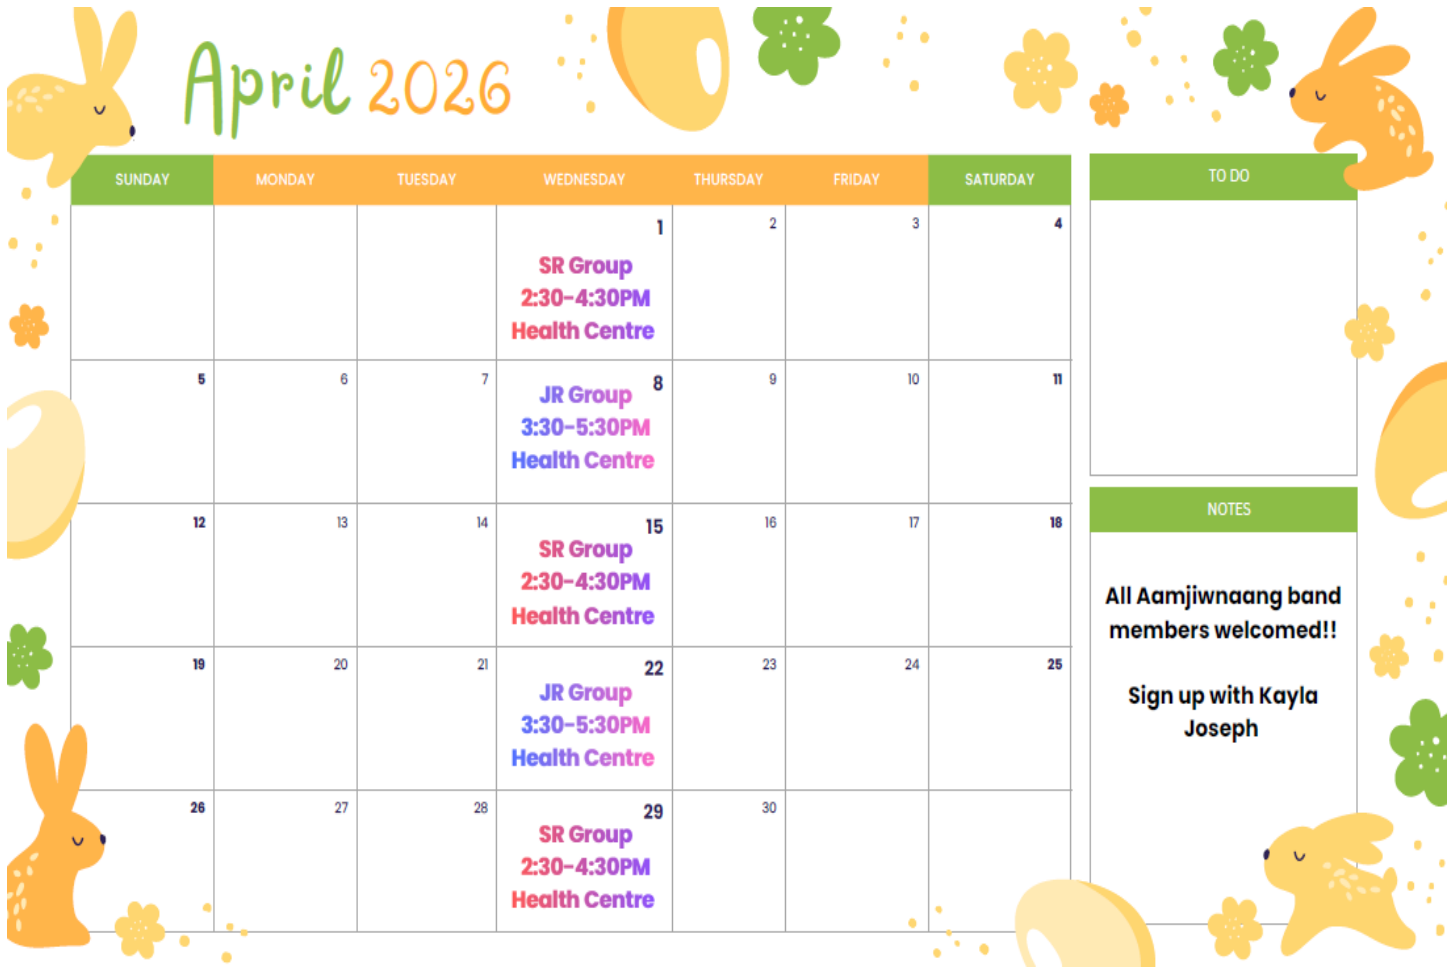 April 2026
SUNDAY MONDAY TUESDAY WEDNESDAY THURSDAY FRIDAY SATURDAY
1 2 3 4
SR Group
2:30-4:30PM
Health Centre
5 6 7 8 9 10 11
JR Group
3:30-5:30PM
Health Centre
12 13 14 15 16 17 18
SR Group
2:30-4:30PM
Health Centre
19 20 21 22 23 24 25
JR Group
3:30-5:30PM
Health Centre
26 27 28 29 30
SR Group
2:30-4:30PM
Health Centre
TO DO
NOTES
All Aamjiwnaang band
members welcomed!!
Sign up with Kayla
Joseph